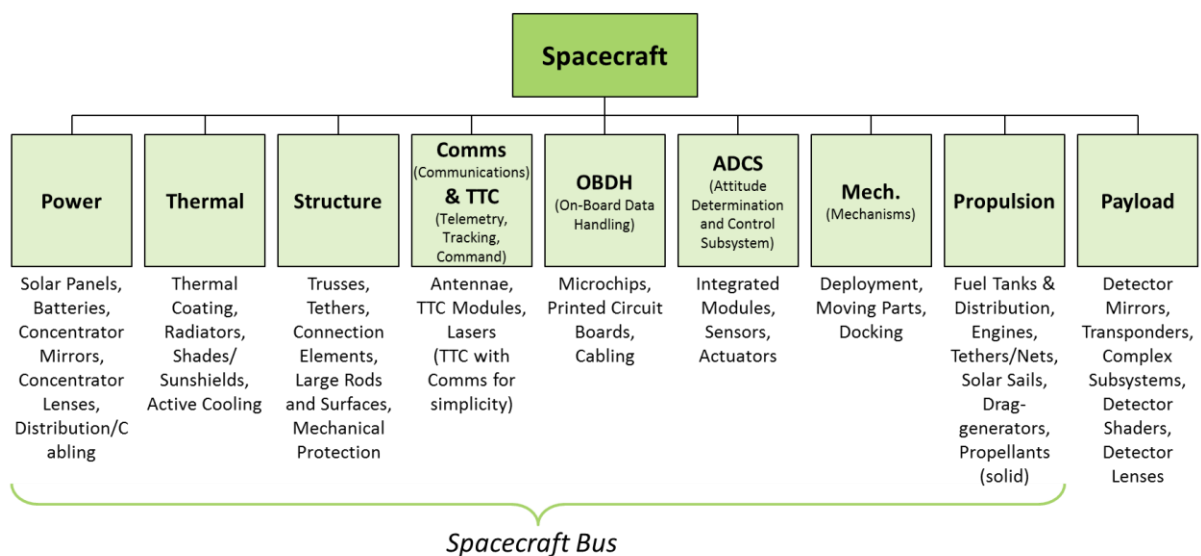 Spacecraft
Power
Thermal
Structure
Comms
(Communications)
& TTC
(Telemetry,
Tracking,
Command)
OBDH
(On-Board Data
Handling)
ADCS
(Attitude
Determination
and Control
Subsystem)
Mech.
(Mechanisms)
Propulsion
Payload
Solar Panels,
Batteries,
Concentrator
Mirrors,
Concentrator
Lenses,
Distribution/C
abling
Thermal
Coating,
Radiators,
Shades/
Sunshields,
Active Cooling
Trusses,
Tethers,
Connection
Elements,
Large Rods
and Surfaces,
Mechanical
Protection
Antennae,
TTC Modules,
Lasers
(TTC with
Comms for
simplicity)
Microchips,
Printed Circuit
Boards,
Cabling
Integrated
Modules,
Sensors,
Actuators
Deployment,
Moving Parts,
Docking
Fuel Tanks &
Distribution,
Engines,
Tethers/Nets,
Solar Sails,
Drag-
generators,
Propellants
(solid)
Detector
Mirrors,
Transponders,
Complex
Subsystems,
Detector
Shaders,
Detector
Lenses
Spacecraft Bus